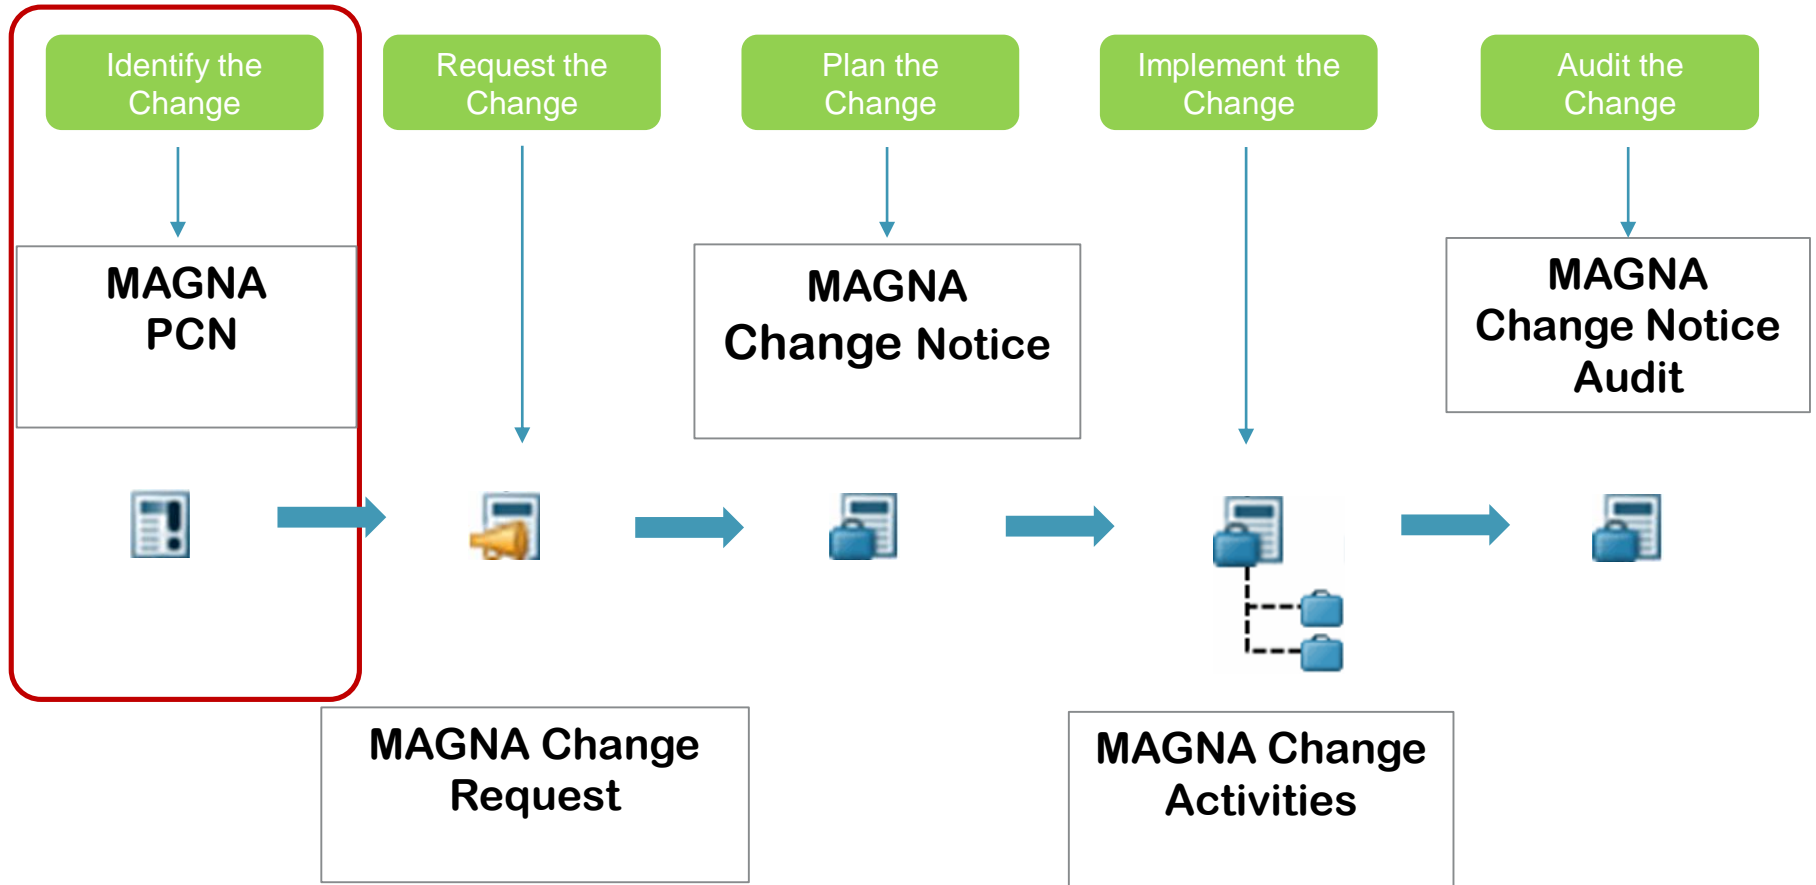 Identify the
Change
Request the
Change
Plan the
Change
Implement the
Change
Audit the
Change
MAGNA
PCN
MAGNA
Change Notice
MAGNA
Change Notice
Audit
MAGNA Change
Request
MAGNA Change
Activities